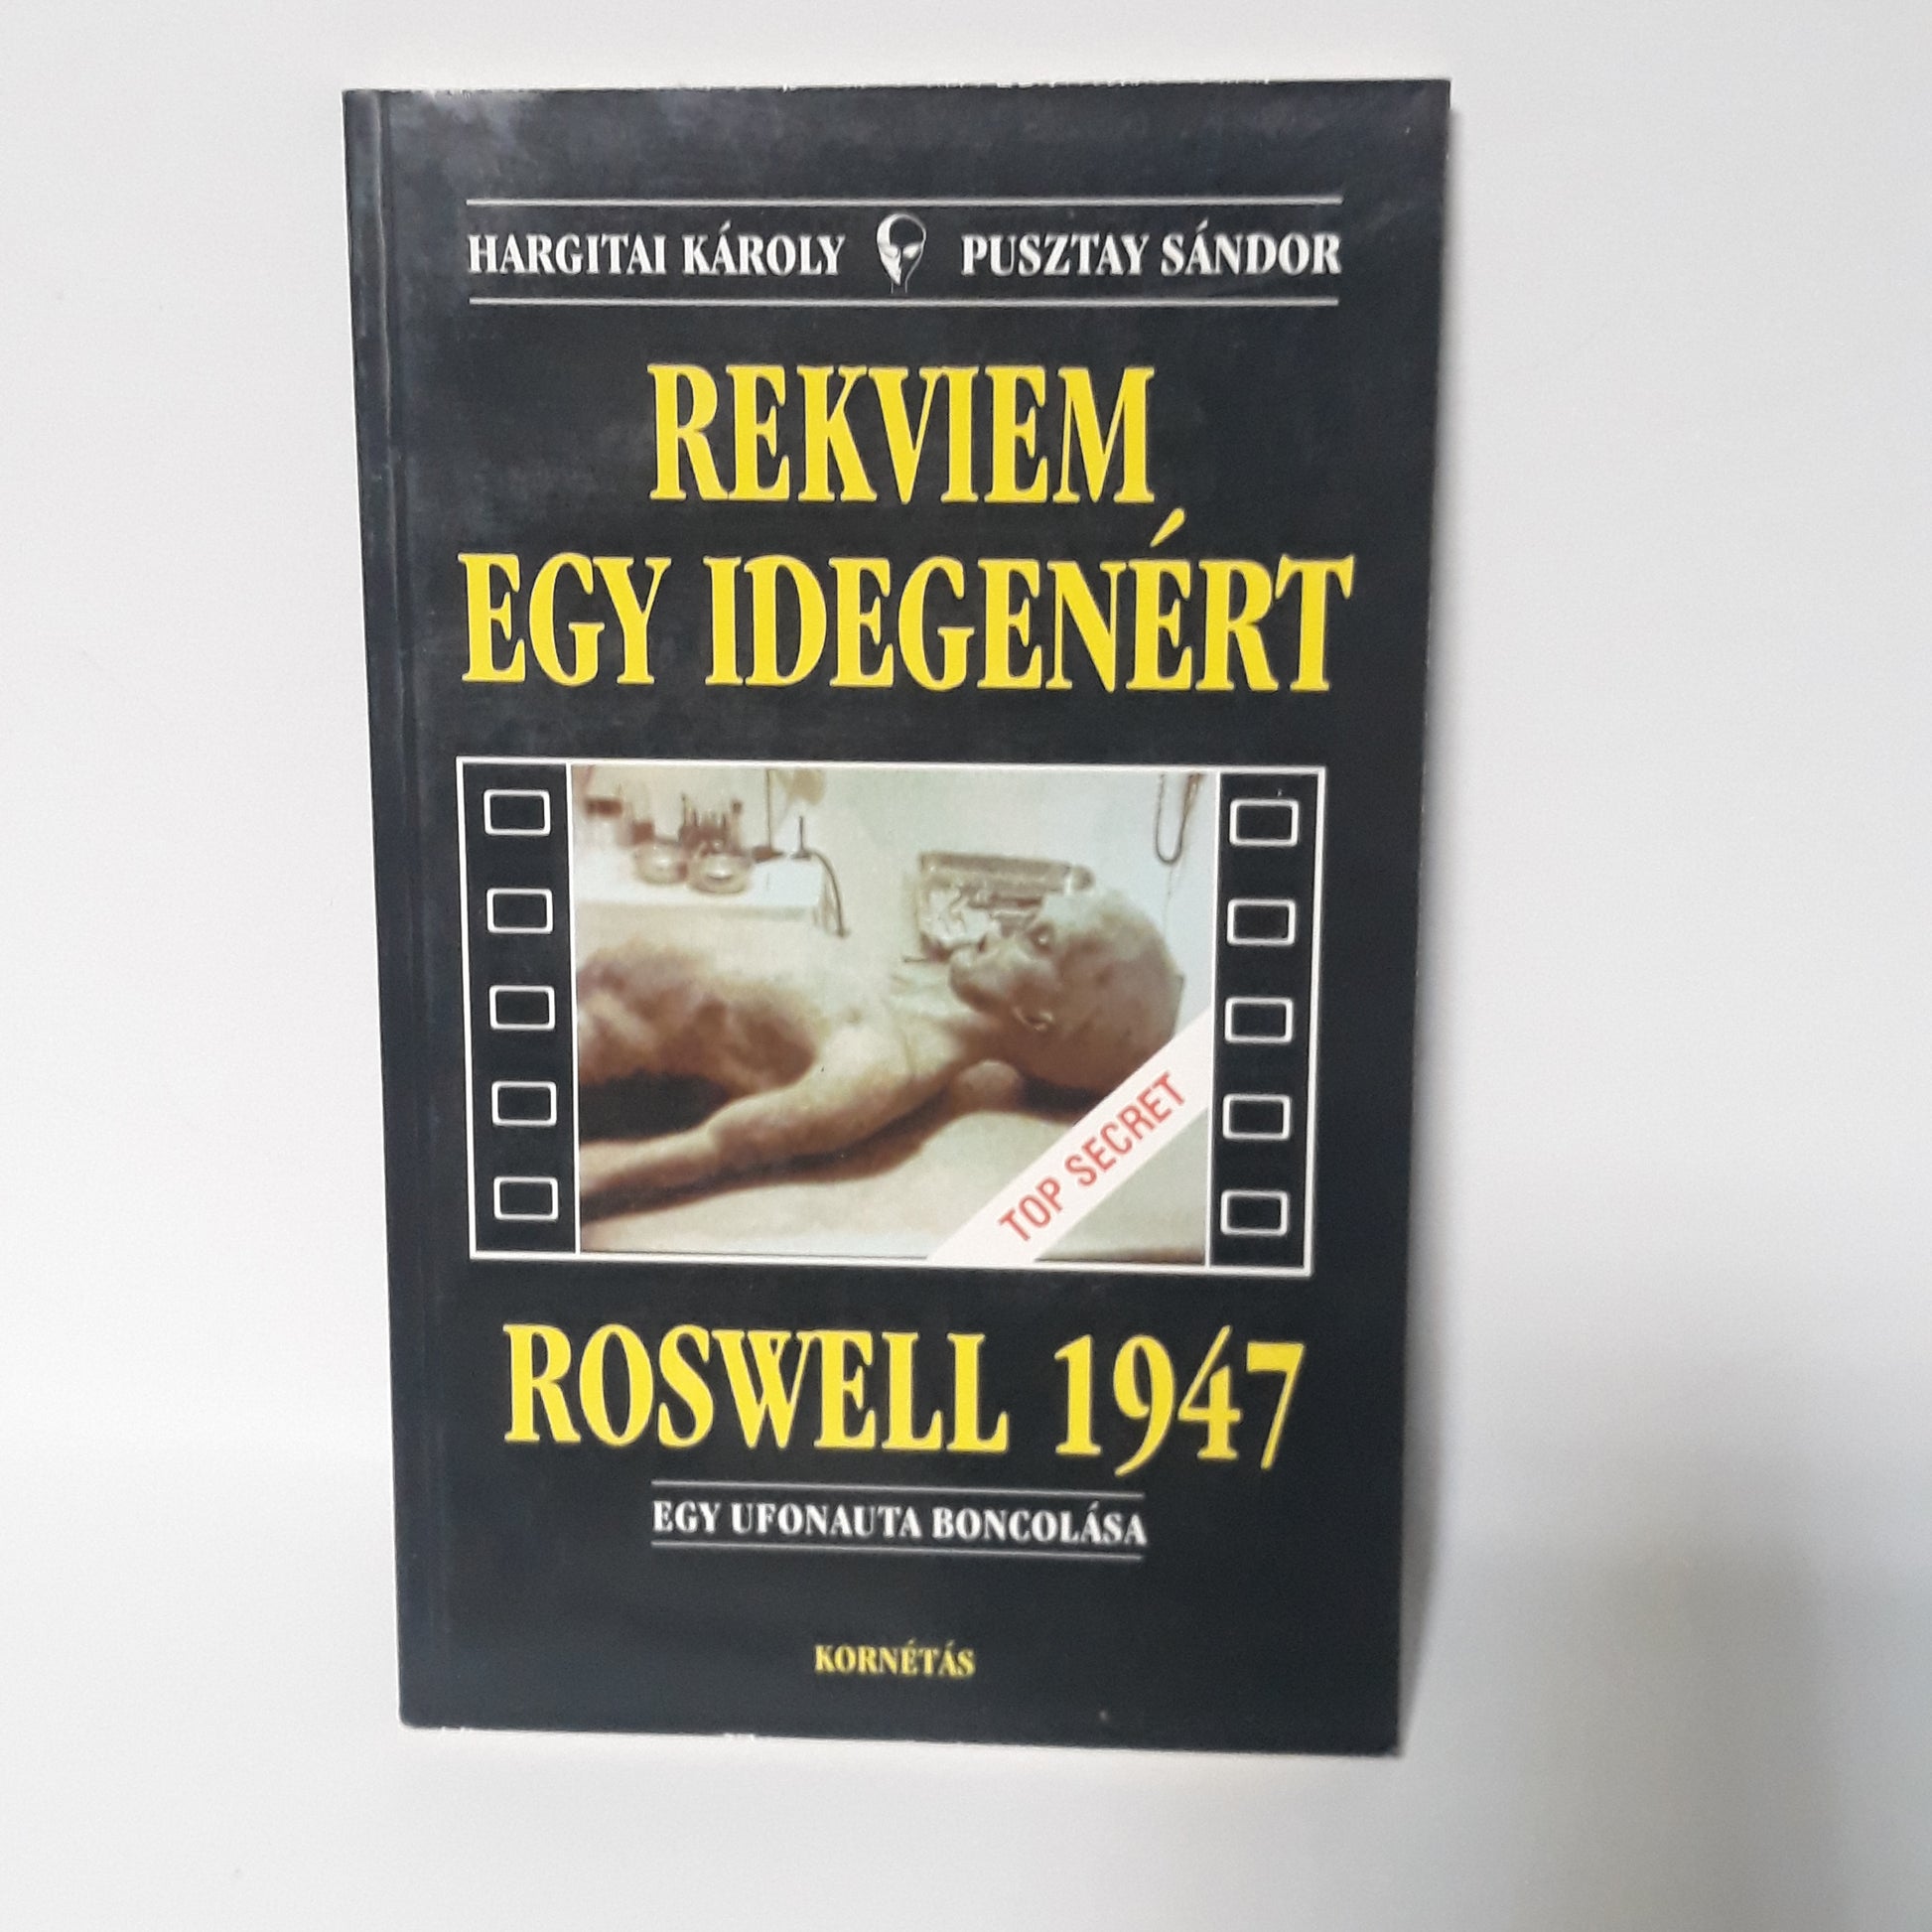 HARGITAI KÁROLY PUSZTAY SÁNDOR
REKVIEM
EGY IDEGENÉRT
TOP SECRET
ROSWELL 1947
EGY UFONAUTA BONCOLÁSA
KORNÉTÁS